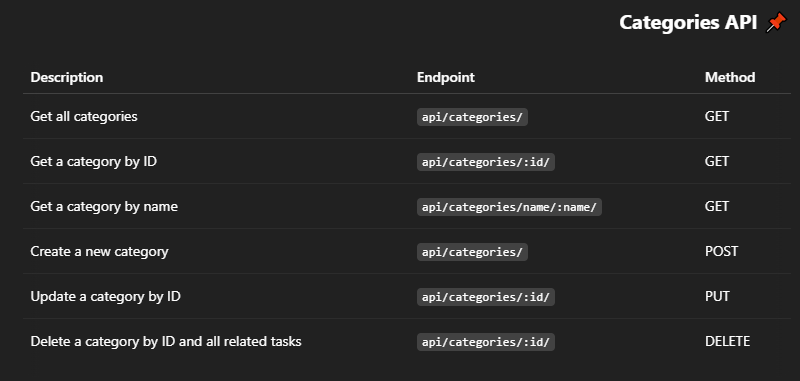 Categories API 📌
Description Endpoint Method
Get all categories api/categories/ GET
Get a category by ID api/categories/:id/ GET
Get a category by name api/categories/name/:name/ GET
Create a new category api/categories/ POST
Update a category by ID api/categories/:id/ PUT
Delete a category by ID and all related tasks api/categories/:id/ DELETE